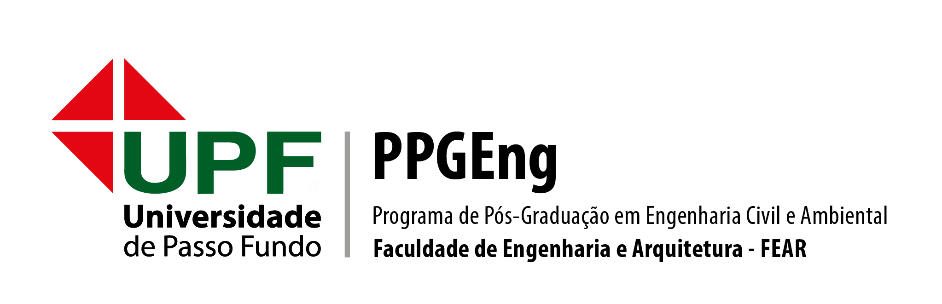 UPF
Universidade
de Passo Fundo
PPGEng
Programa de Pós-Graduação em Engenharia Civil e Ambiental
Faculdade de Engenharia e Arquitetura - FEAR